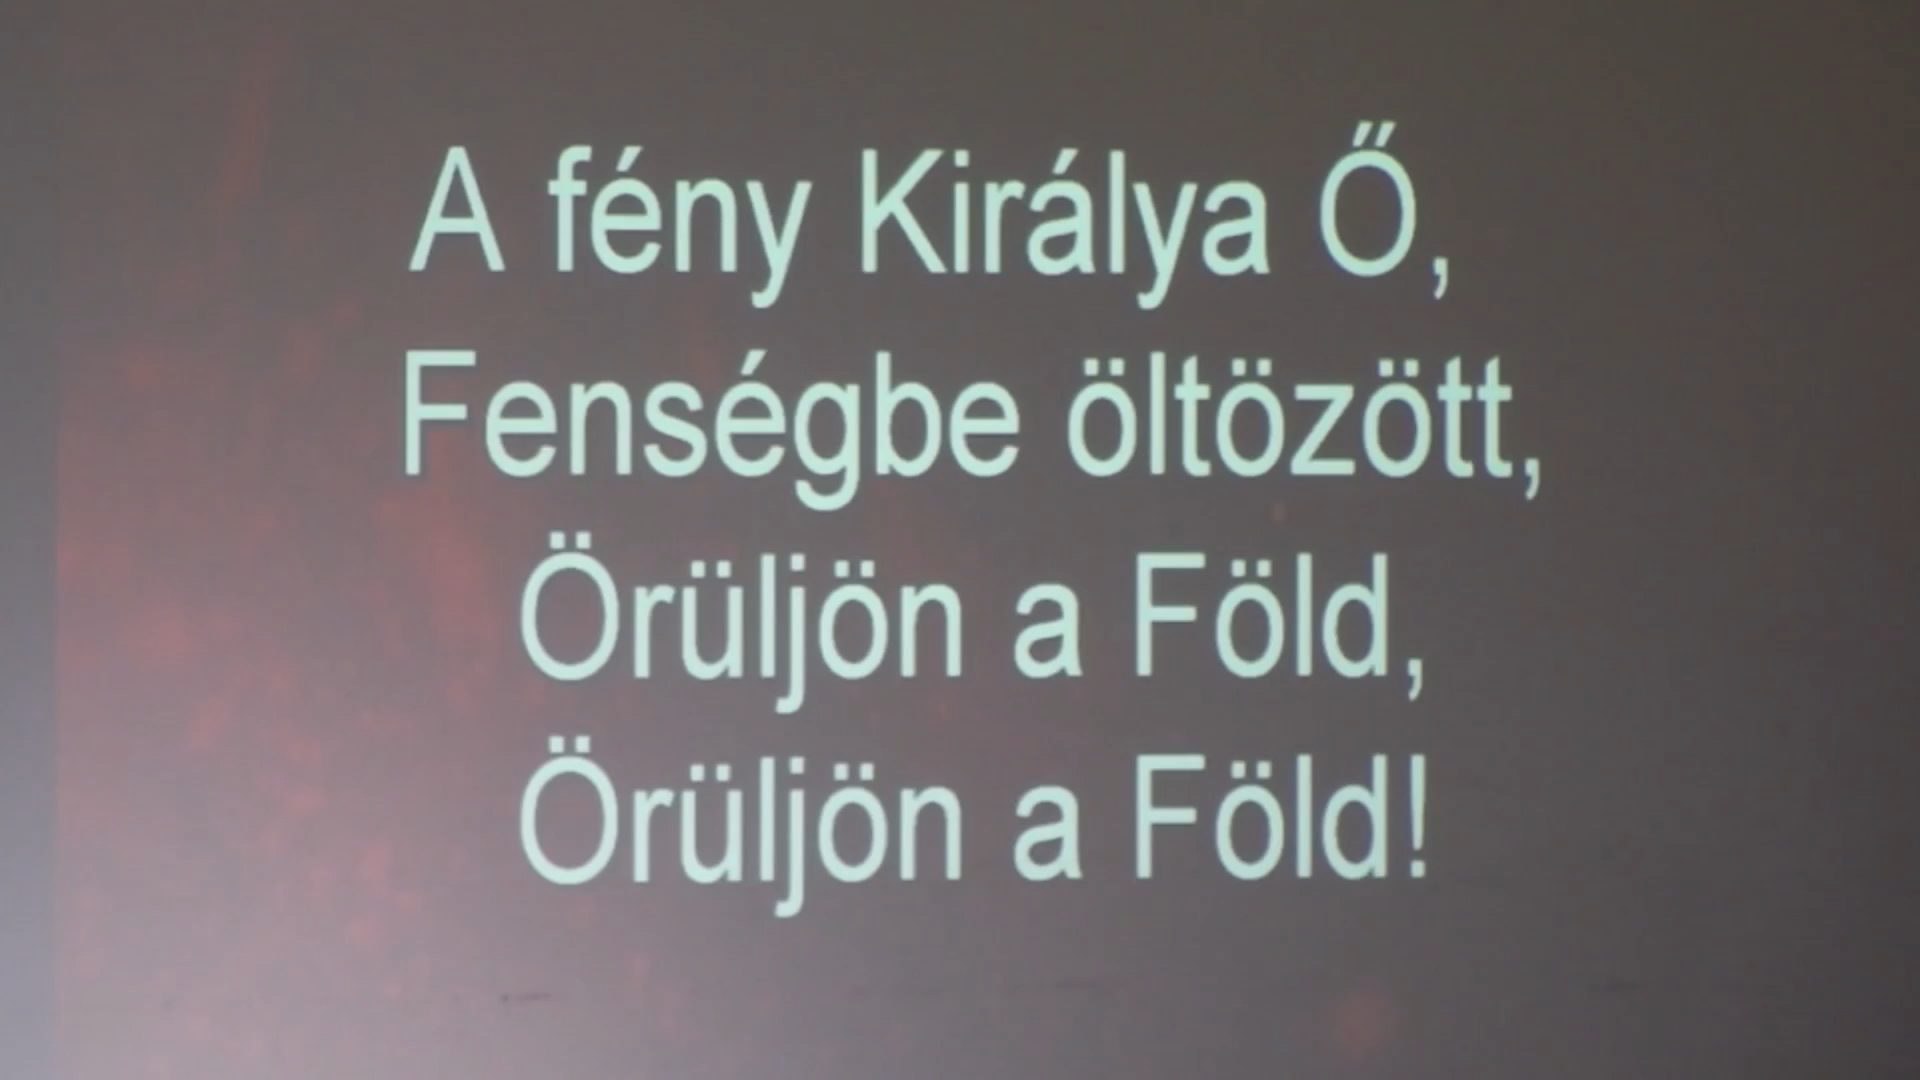 A fény Királya Ő,
Fenségbe öltözött,
Örüljön a Föld,
Örüljön a Föld!